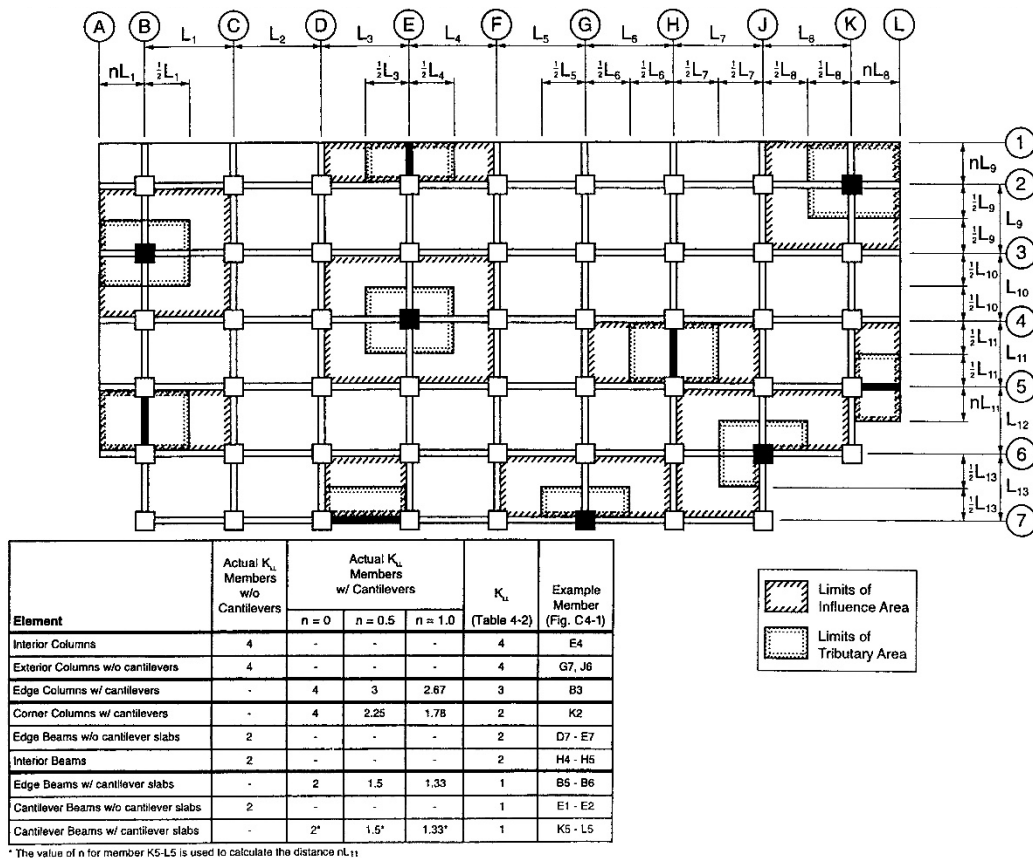 A B C D E F G H J K L
L₁ L₂ L₃ L₄ L₅ L₆ L₇ L₈
nL₁ ½L₁ ½L₃ ½L₄ ½L₅ ½L₆ ½L₆ ½L₇ ½L₇ ½L₈ ½L₈ nL₈
1
nL₉
2
½L₉
L₉
½L₉
3
½L₁₀
L₁₀
½L₁₀
4
½L₁₁
L₁₁
½L₁₁
5
nL₁₁
L₁₂
6
½L₁₃
L₁₃
½L₁₃
7
Element
Actual KLL Members w/o Cantilevers
Actual KLL Members w/ Cantilevers
n = 0 n = 0.5 n = 1.0
KLL (Table 4-2)
Example Member (Fig. C4-1)
Interior Columns 4 - - - 4 E4
Exterior Columns w/o cantilevers 4 - - - 4 G7, J6
Edge Columns w/ cantilevers - 4 3 2.67 3 B3
Corner Columns w/ cantilevers - 4 2.25 1.78 2 K2
Edge Beams w/o cantilever slabs 2 - - - 2 D7 - E7
Interior Beams 2 - - - 2 H4 - H5
Edge Beams w/ cantilever slabs - 2 1.5 1.33 1 B5 - B6
Cantilever Beams w/o cantilever slabs 2 - - - 1 E1 - E2
Cantilever Beams w/ cantilever slabs - 2* 1.5* 1.33* 1 K5 - L5
* The value of n for member K5-L5 is used to calculate the distance nL₁₁
Limits of
Influence Area
Limits of
Tributary Area